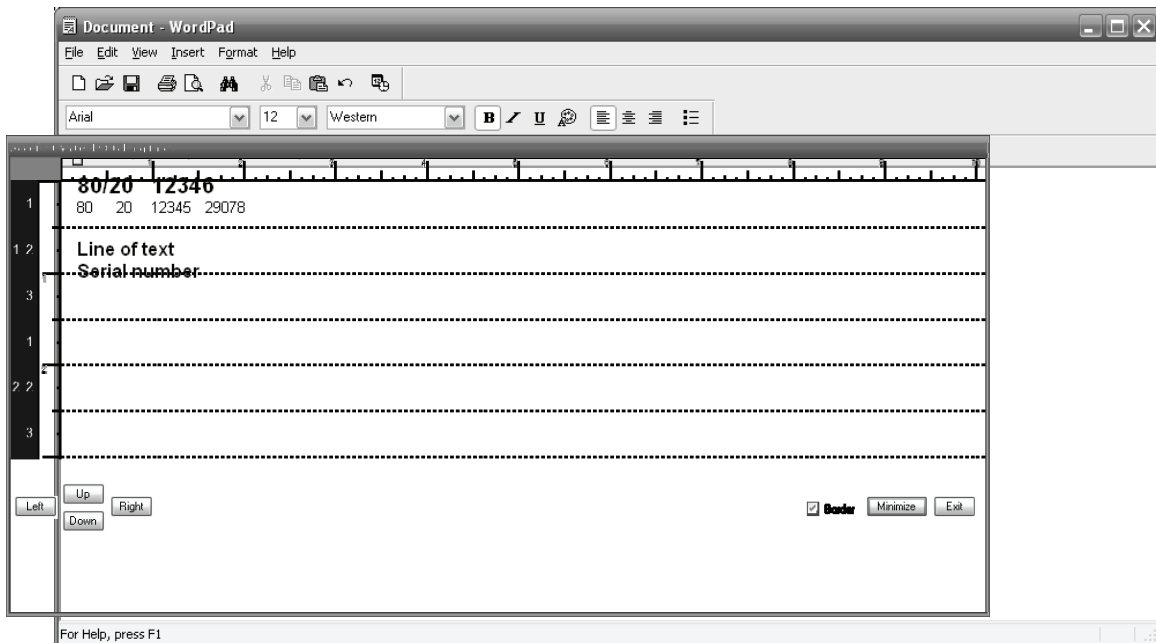 Document - WordPad
File Edit View Insert Format Help
Arial 12 Western B I U
80/20 12346
1
80 20 12345 29078
1 2 Line of text
Serial number
1
3
1
2
2 2
3
Up
Left Right Border Minimize Exit
Down
For Help, press F1